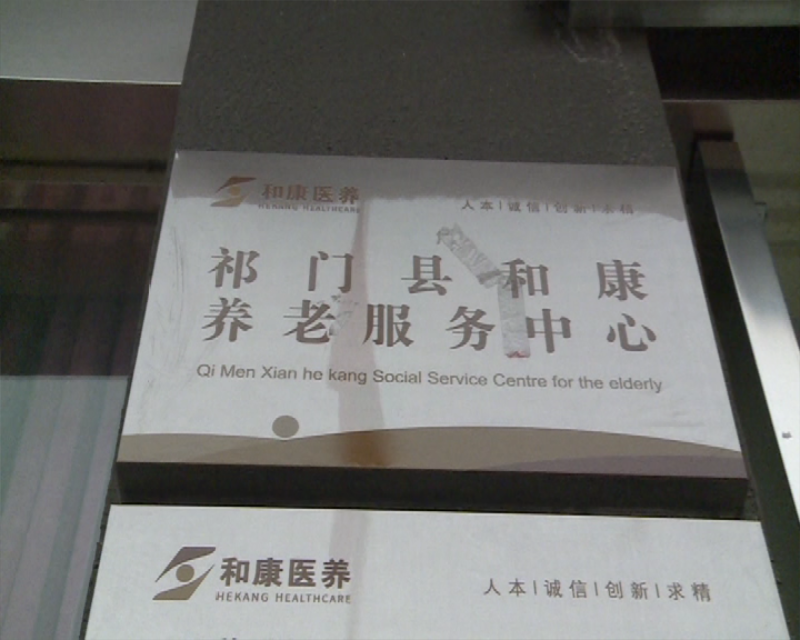 和康医养
HEKANG HEALTHCARE
人本|诚信|创新|求精
祁门县和康
养老服务中心
Qi Men Xian he kang Social Service Centre for the elderly
和康医养
HEKANG HEALTHCARE
人本|诚信|创新|求精